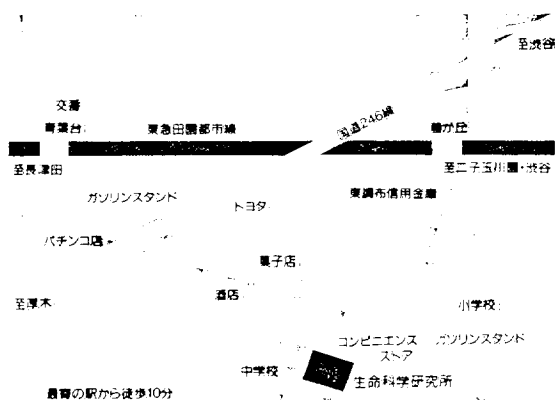 至渋谷
交番
青葉台
東急田園都市線
国道246線
藤が丘
至長津田
至二子玉川園・渋谷
ガソリンスタンド
トヨタ
東調布信用金庫
パチンコ店
菓子店
至厚木
酒店
小学校
コンビニエンス
ストア
ガソリンスタンド
中学校
生命科学研究所
最寄の駅から徒歩10分